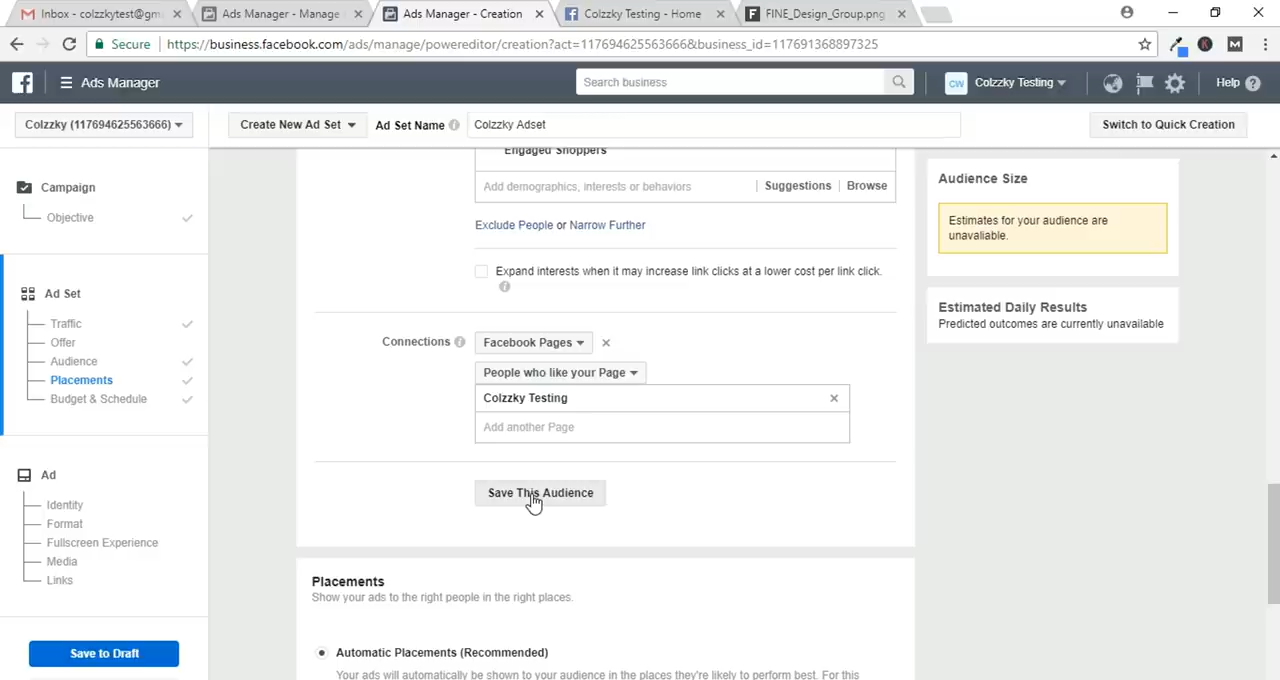 Inbox - colzzkytest@gm
Ads Manager - Manage
Ads Manager - Creation
Colzzky Testing - Home
FINE_Design_Group.png
Secure
https://business.facebook.com/ads/manage/powereditor/creation?act=117694625563666&business_id=117691368897325
Ads Manager
Search business
CW
Colzzky Testing
Help
Colzzky (117694625563666)
Create New Ad Set
Ad Set Name
Colzzky Adset
Switch to Quick Creation
Campaign
Objective
Ad Set
Traffic
Offer
Audience
Placements
Budget & Schedule
Ad
Identity
Format
Fullscreen Experience
Media
Links
Save to Draft
Engaged Shoppers
Add demographics, interests or behaviors
Suggestions
Browse
Exclude People or Narrow Further
Expand interests when it may increase link clicks at a lower cost per link click.
Connections
Facebook Pages
People who like your Page
Colzzky Testing
Add another Page
Save This Audience
Placements
Show your ads to the right people in the right places.
Automatic Placements (Recommended)
Your ads will automatically be shown to your audience in the places they're likely to perform best. For this
Audience Size
Estimates for your audience are
unavaliable.
Estimated Daily Results
Predicted outcomes are currently unavailable